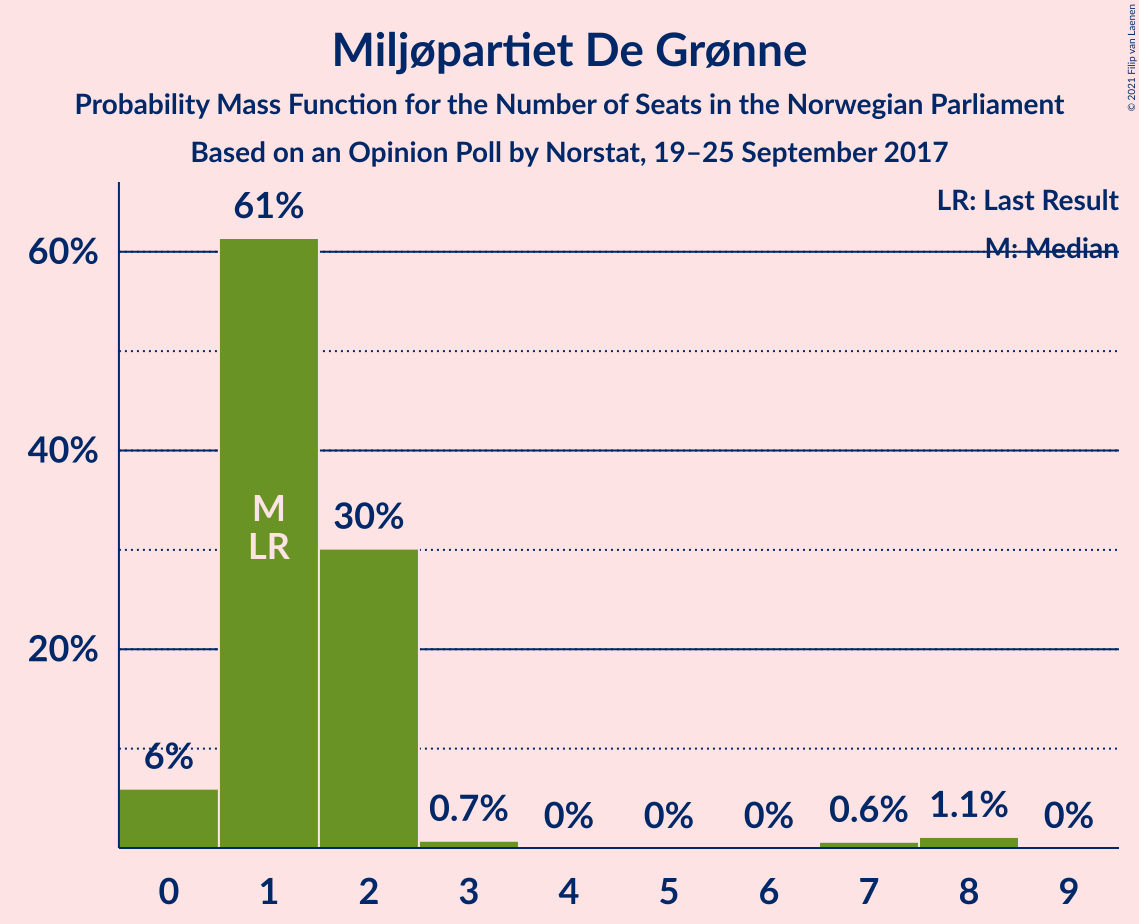 Miljøpartiet De Grønne
Probability Mass Function for the Number of Seats in the Norwegian Parliament
Based on an Opinion Poll by Norstat, 19–25 September 2017
© 2021 Filip van Laenen
LR: Last Result
M: Median
60%
40%
20%
6%
61%
M
LR
30%
0.7%
0%
0%
0%
0.6%
1.1%
0%
0 1 2 3 4 5 6 7 8 9